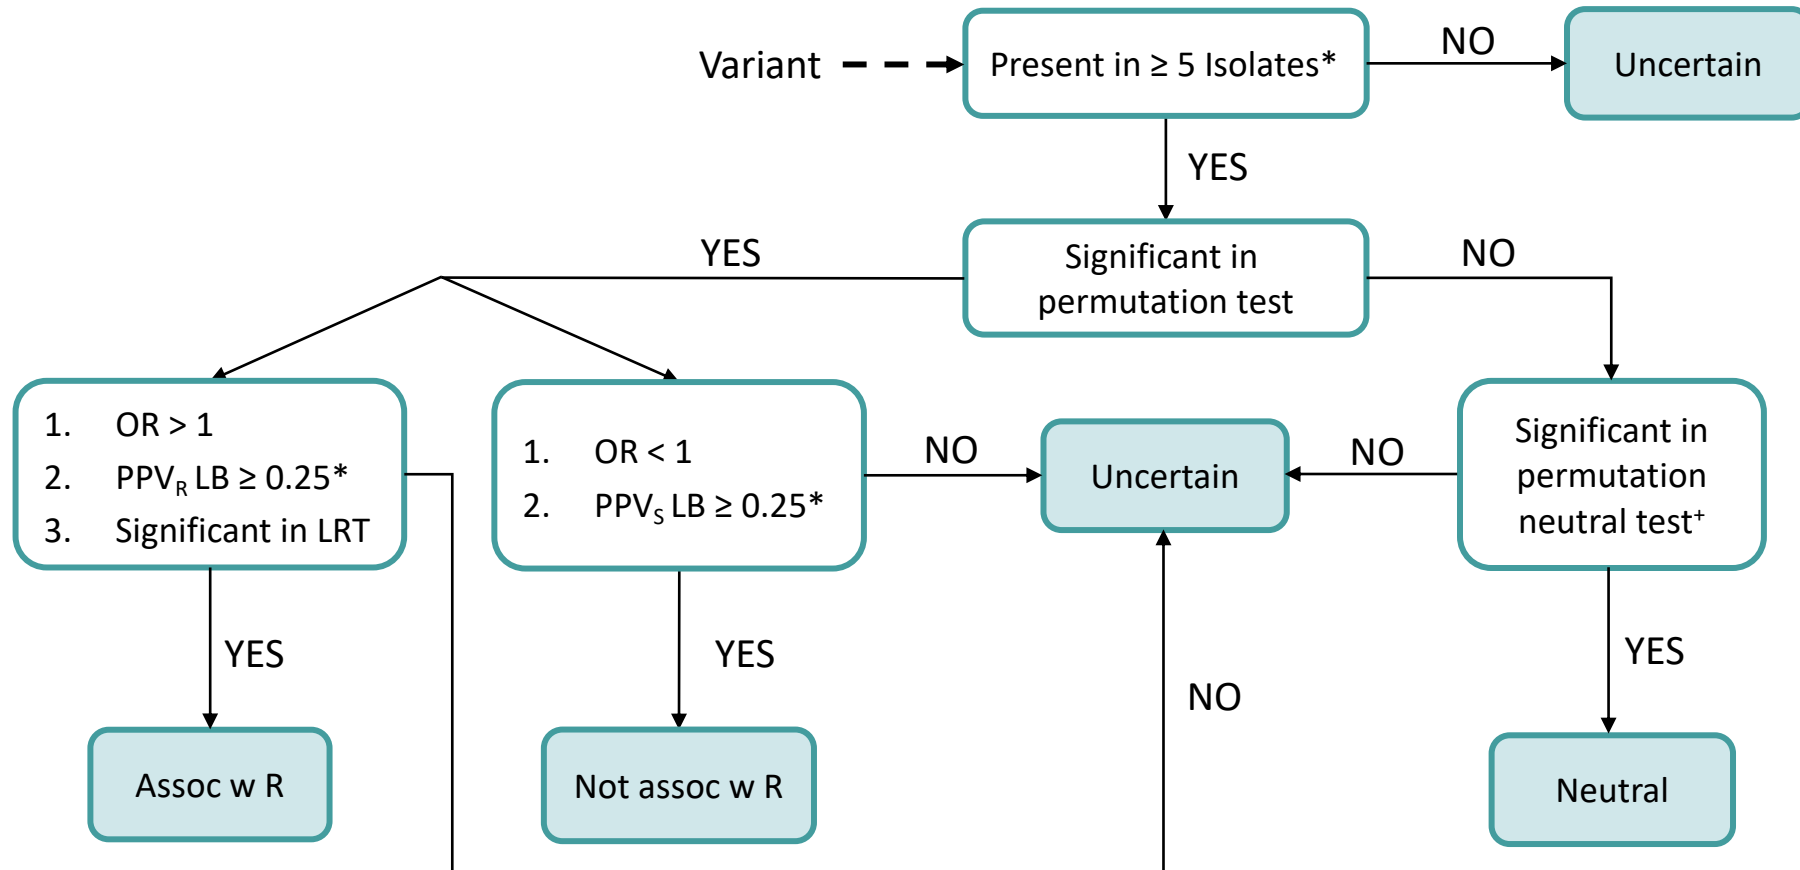 Variant
Present in ≥ 5 Isolates*
NO
Uncertain
YES
YES
Significant in
permutation test
NO
1. OR > 1
2. PPV_R LB ≥ 0.25*
3. Significant in LRT
1. OR < 1
2. PPV_S LB ≥ 0.25*
NO
Uncertain
NO
Significant in
permutation
neutral test⁺
YES
YES
NO
YES
Assoc w R
Not assoc w R
Neutral